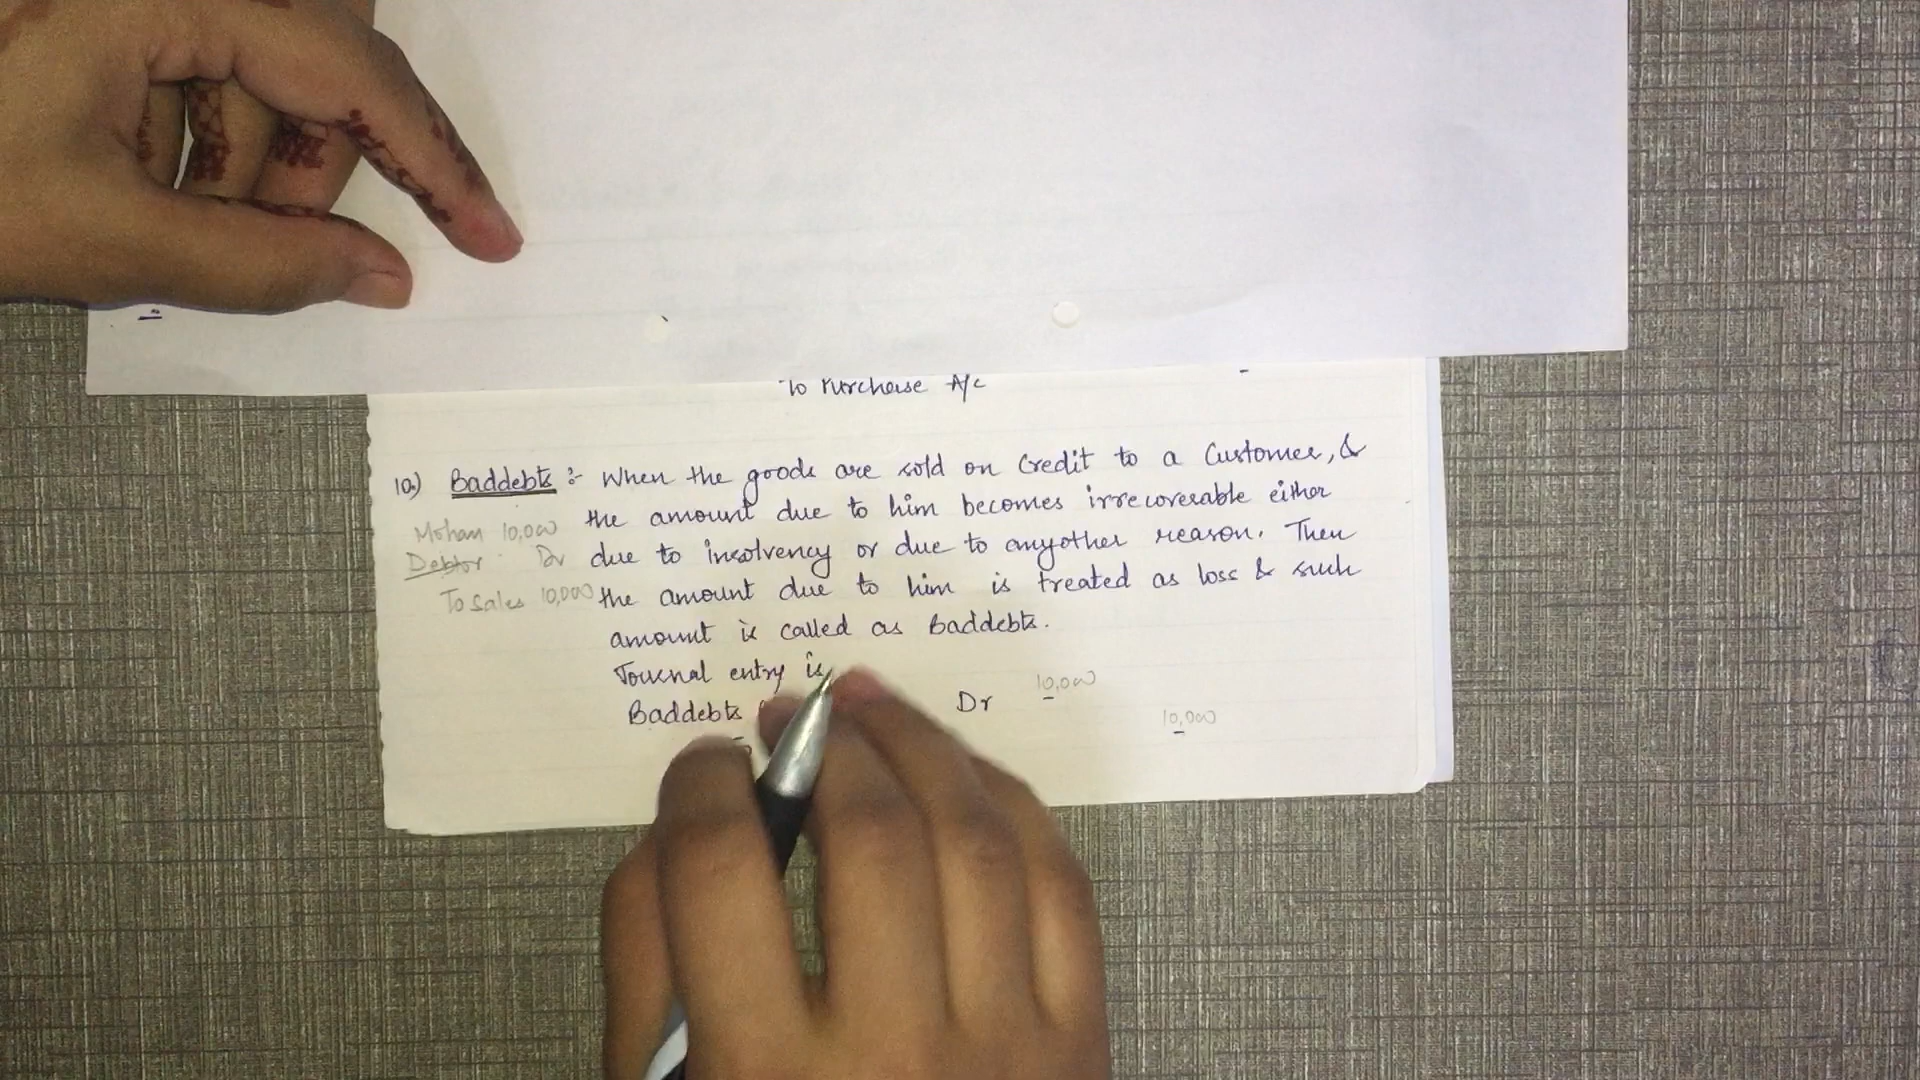 To Purchase A/c
10.) Baddebts :- When the goods are sold on Credit to a Customer, &
the amount due to him becomes irrecoverable either
due to insolvency or due to anyother reason. Then
the amount due to him is treated as loss & such
amount is called as Baddebts.
Journal entry is
Baddebts Dr 10,000
10,000
Mohan 10,000
Debtor Dr
To Sales 10,000